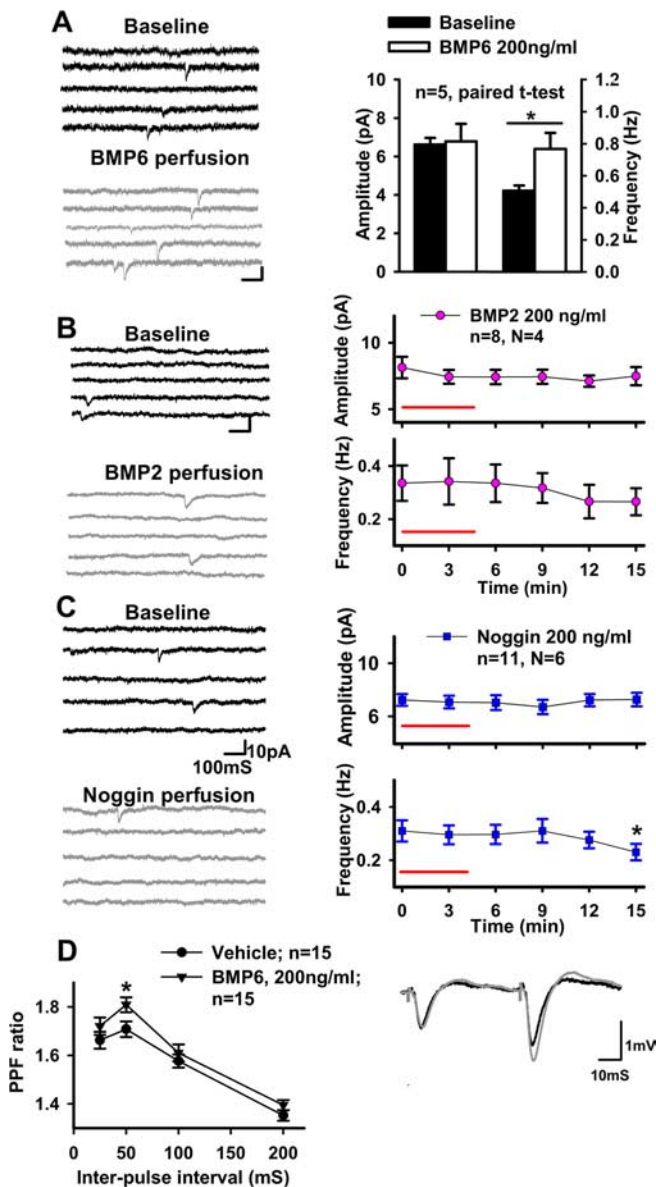 A
Baseline
BMP6 perfusion
Baseline
BMP6 200ng/ml
n=5, paired t-test
*
Amplitude (pA)
10
8
6
4
2
0
Frequency (Hz)
1.2
1.0
0.8
0.6
0.4
0.2
0.0
B
Baseline
BMP2 perfusion
BMP2 200 ng/ml
n=8, N=4
Amplitude (pA)
10
5
Frequency (Hz)
0.4
0.2
0 3 6 9 12 15
Time (min)
C
Baseline
10pA
100mS
Noggin perfusion
Noggin 200 ng/ml
n=11, N=6
Amplitude (pA)
10
6
Frequency (Hz)
0.4
0.2
*
0 3 6 9 12 15
Time (min)
D
Vehicle; n=15
BMP6, 200ng/ml;
n=15
*
PPF ratio
1.8
1.6
1.4
0 50 100 150 200
Inter-pulse interval (mS)
1mV
10mS